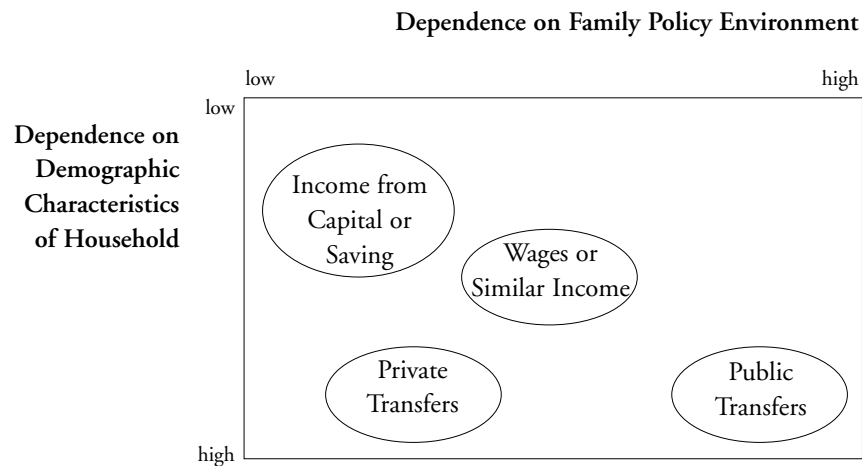 Dependence on Family Policy Environment
low
high
low
Dependence on
Demographic
Characteristics
of Household
Income from
Capital or
Saving
Wages or
Similar Income
Private
Transfers
Public
Transfers
high